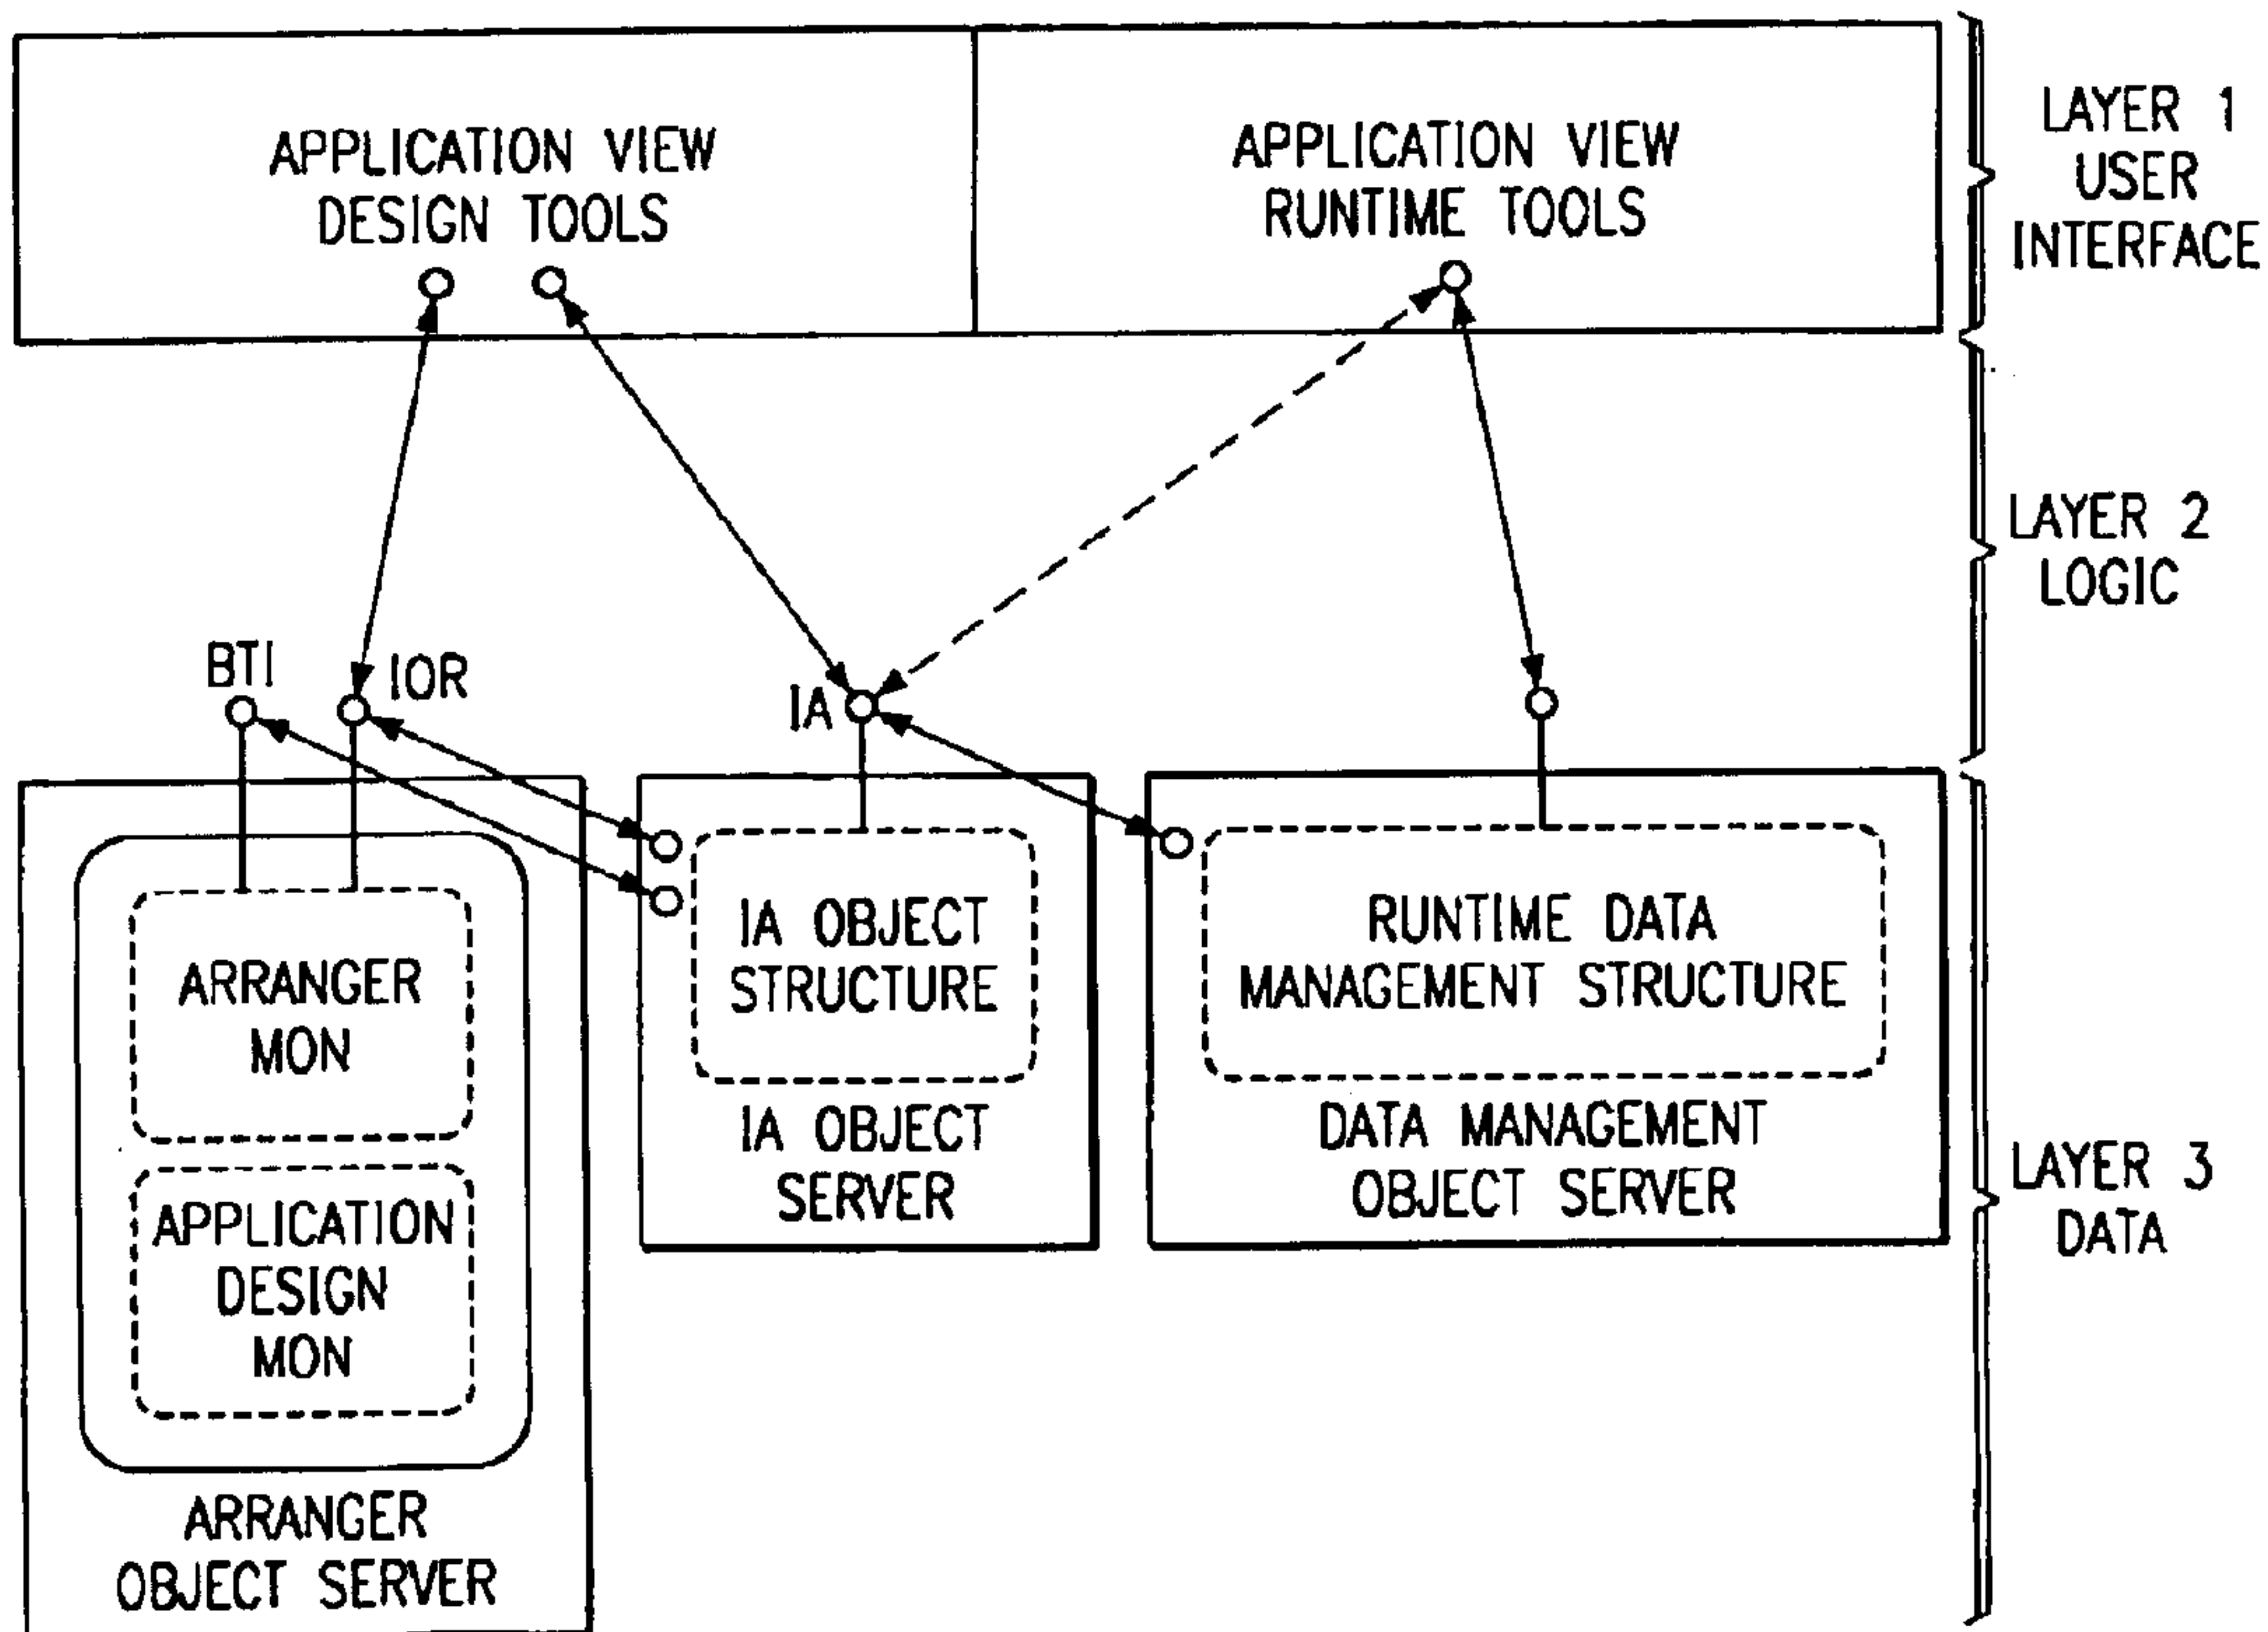 APPLICATION VIEW
DESIGN TOOLS
APPLICATION VIEW
RUNTIME TOOLS
LAYER 1
USER
INTERFACE
LAYER 2
LOGIC
BTI
IOR
IA
ARRANGER
MON
APPLICATION
DESIGN
MON
ARRANGER
OBJECT SERVER
IA OBJECT
STRUCTURE
IA OBJECT
SERVER
RUNTIME DATA
MANAGEMENT STRUCTURE
DATA MANAGEMENT
OBJECT SERVER
LAYER 3
DATA